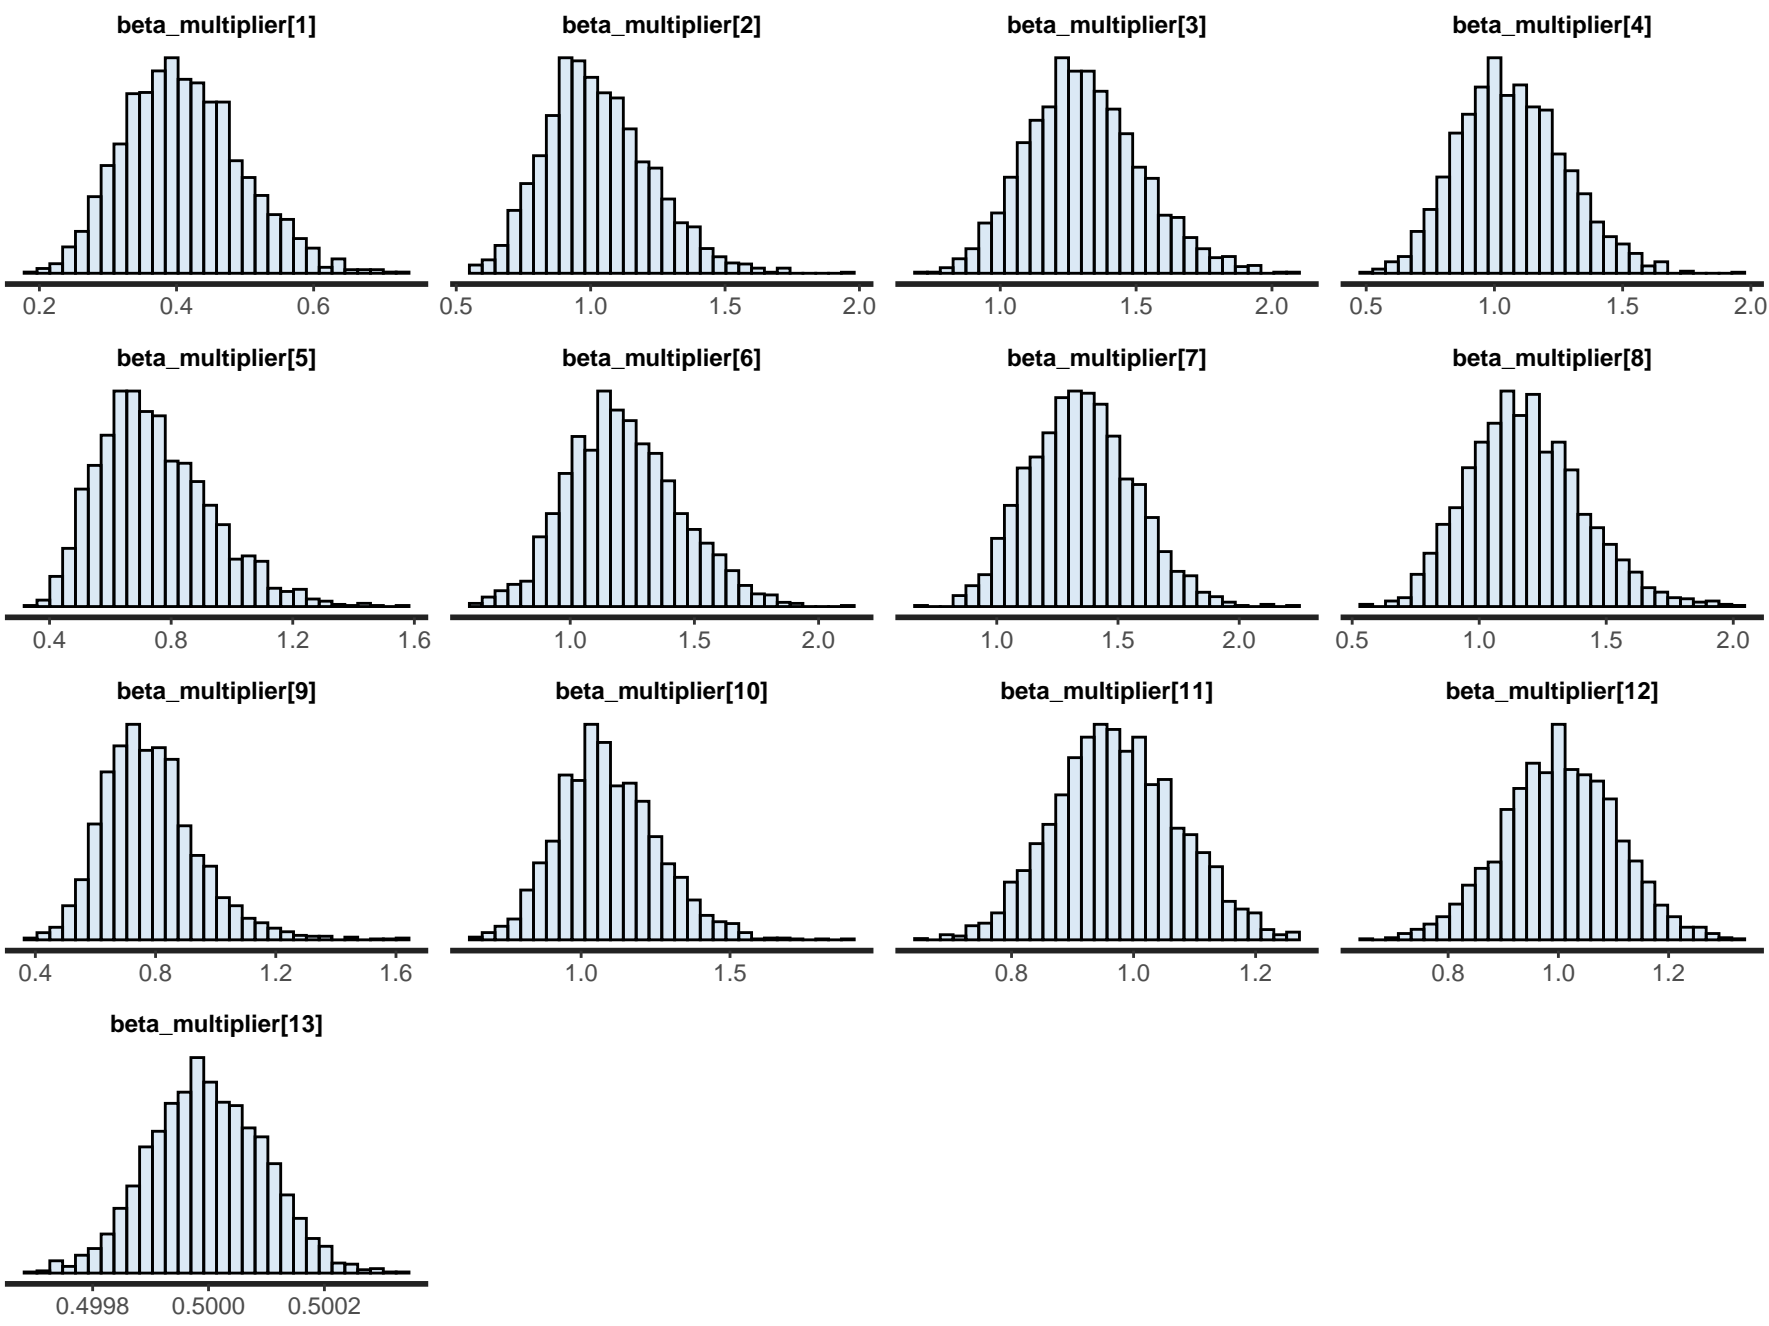 beta_multiplier[1] beta_multiplier[2] beta_multiplier[3] beta_multiplier[4]
0.2 0.4 0.6 0.5 1.0 1.5 2.0 1.0 1.5 2.0 0.5 1.0 1.5 2.0
beta_multiplier[5] beta_multiplier[6] beta_multiplier[7] beta_multiplier[8]
0.4 0.8 1.2 1.6 1.0 1.5 2.0 1.0 1.5 2.0 0.5 1.0 1.5 2.0
beta_multiplier[9] beta_multiplier[10] beta_multiplier[11] beta_multiplier[12]
0.4 0.8 1.2 1.6 1.0 1.5 0.8 1.0 1.2 0.8 1.0 1.2
beta_multiplier[13]
0.4998 0.5000 0.5002